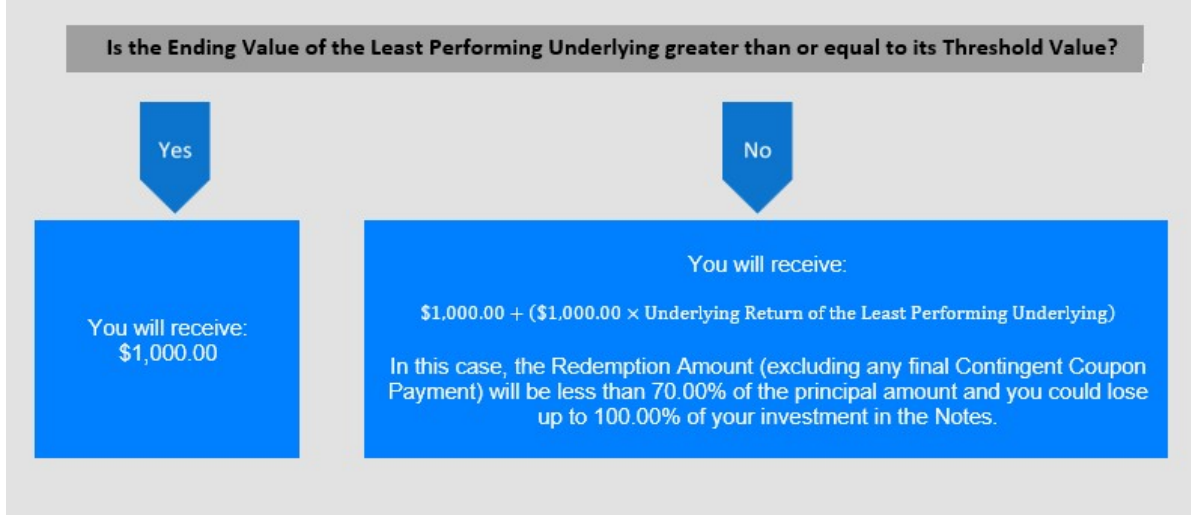 Is the Ending Value of the Least Performing Underlying greater than or equal to its Threshold Value?
Yes
No
You will receive:
$1,000.00
You will receive:
$1,000.00 + ($1,000.00 × Underlying Return of the Least Performing Underlying)
In this case, the Redemption Amount (excluding any final Contingent Coupon
Payment) will be less than 70.00% of the principal amount and you could lose
up to 100.00% of your investment in the Notes.